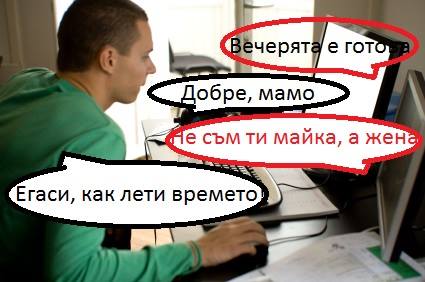 Вечерята е готова
Добре, мамо
Не съм ти майка, а жена
Егаси, как лети времето